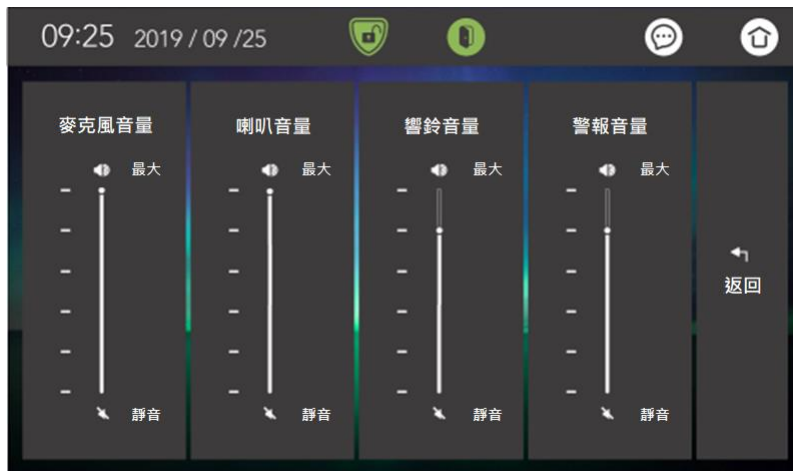 09:25 2019 / 09 /25
麥克風音量
最大
靜音
喇叭音量
最大
靜音
響鈴音量
最大
靜音
警報音量
最大
靜音
返回